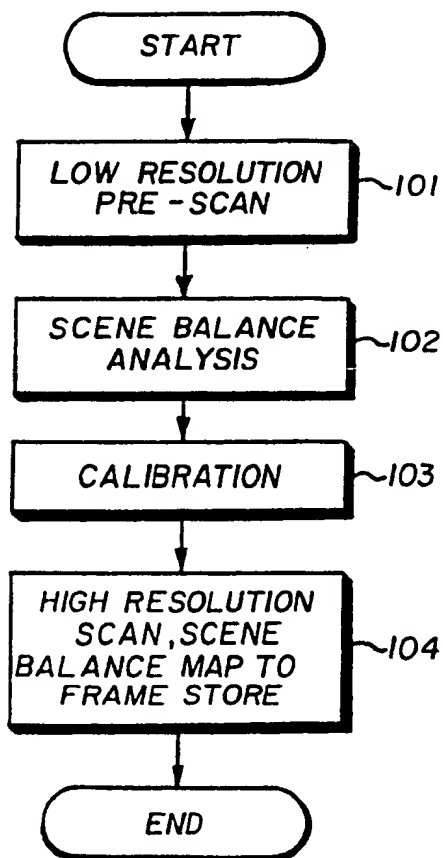 START
LOW RESOLUTION
PRE-SCAN
101
SCENE BALANCE
ANALYSIS
102
CALIBRATION
103
HIGH RESOLUTION
SCAN, SCENE
BALANCE MAP TO
FRAME STORE
104
END